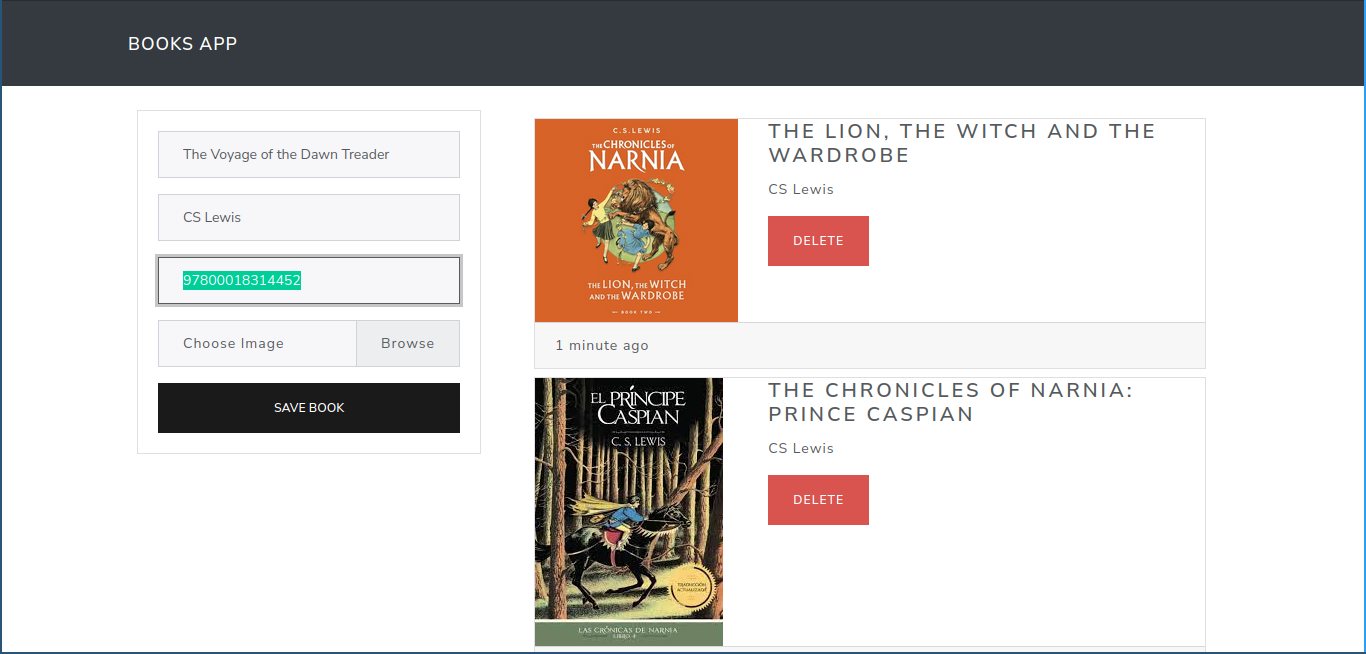 BOOKS APP
The Voyage of the Dawn Treader
CS Lewis
97800018314452
Choose Image
Browse
SAVE BOOK
C.S.LEWIS
THE CHRONICLES OF
NARNIA
THE LION, THE WITCH
AND THE WARDROBE
BOOK TWO
THE LION, THE WITCH AND THE
WARDROBE
CS Lewis
DELETE
1 minute ago
EL PRÍNCIPE
CASPIAN
C. S. LEWIS
TRADUCCIÓN
ACTUALIZADA
LAS CRÓNICAS DE NARNIA
LIBRO 4
THE CHRONICLES OF NARNIA:
PRINCE CASPIAN
CS Lewis
DELETE